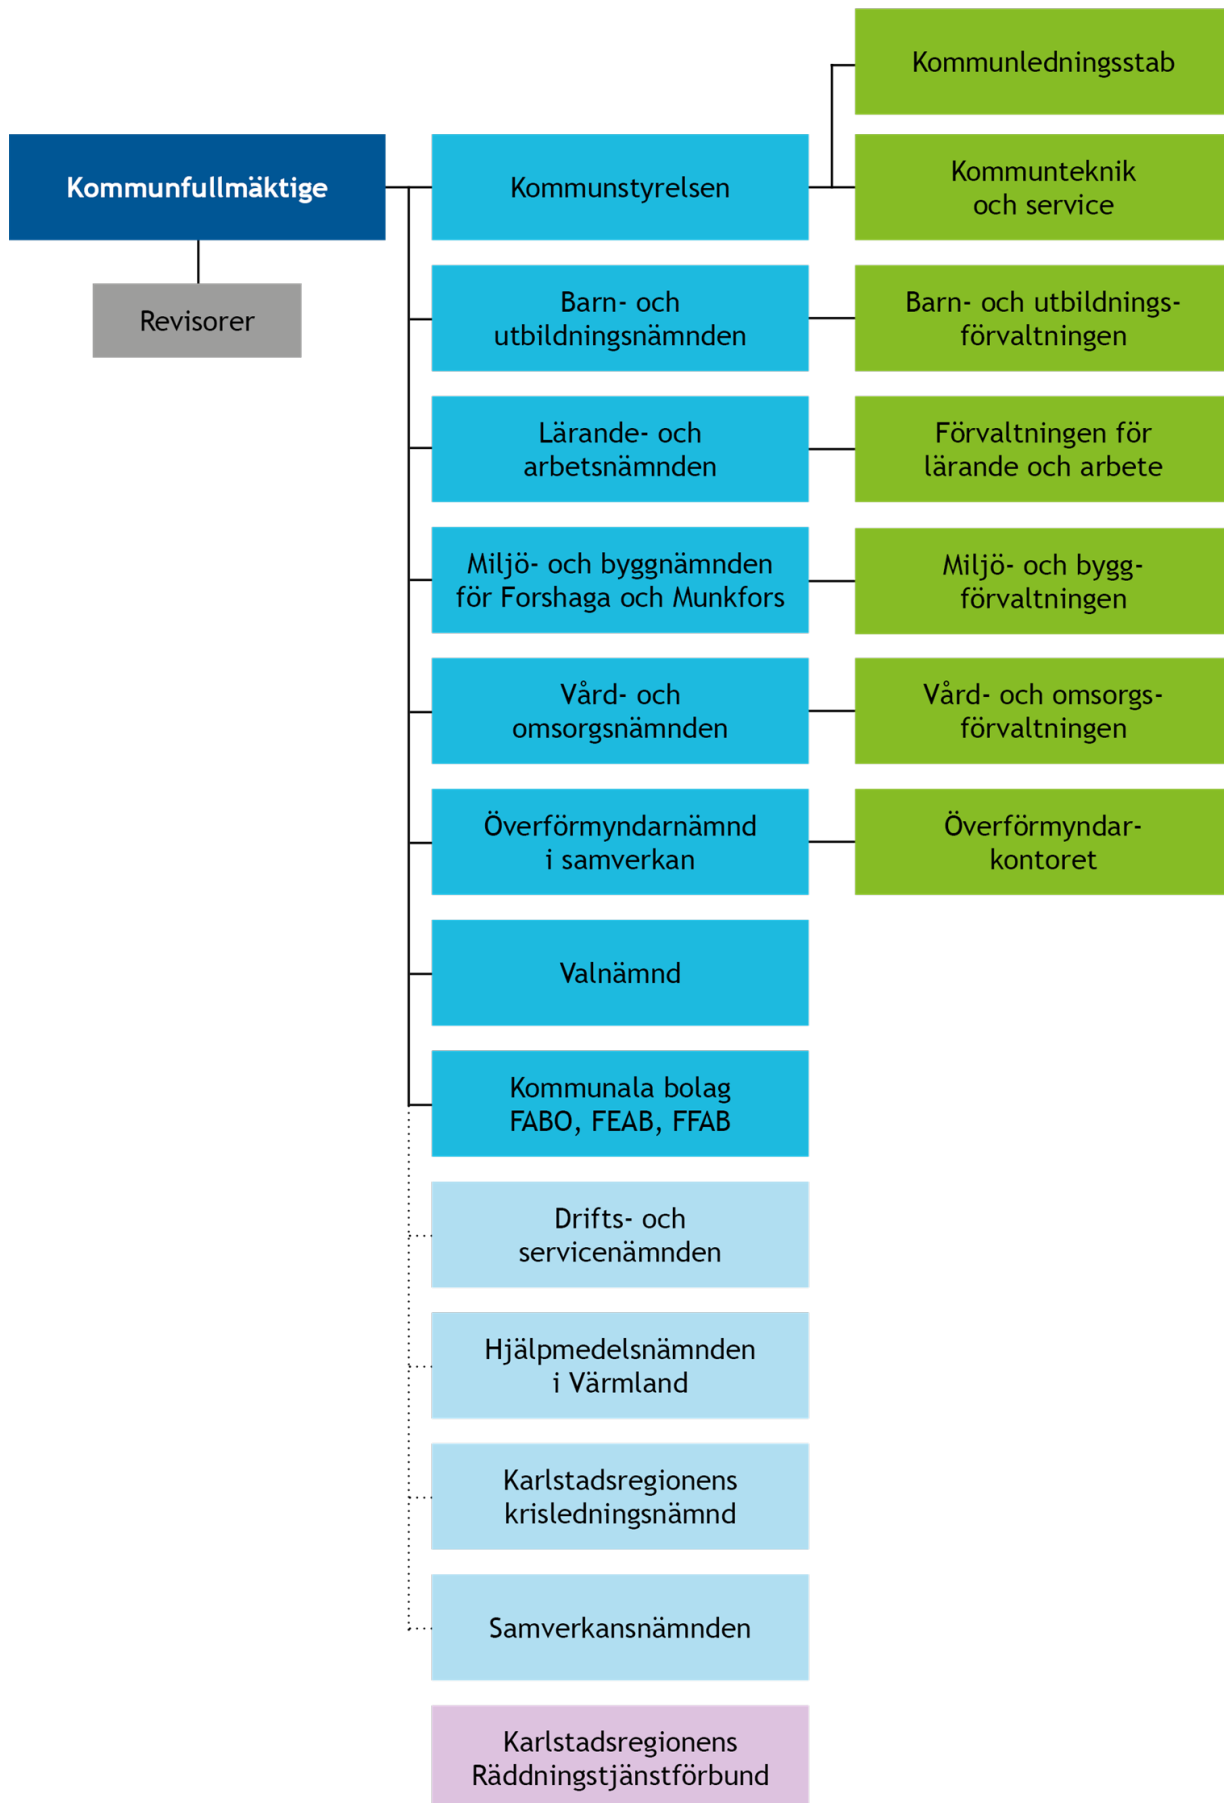 Kommunledningsstab
Kommunfullmäktige
Kommunstyrelsen
Kommunteknik
och service
Revisorer
Barn- och
utbildningsnämnden
Barn- och utbildnings-
förvaltningen
Lärande- och
arbetsnämnden
Förvaltningen för
lärande och arbete
Miljö- och byggnämnden
för Forshaga och Munkfors
Miljö- och bygg-
förvaltningen
Vård- och
omsorgsnämnden
Vård- och omsorgs-
förvaltningen
Överförmyndarnämnd
i samverkan
Överförmyndar-
kontoret
Valnämnd
Kommunala bolag
FABO, FEAB, FFAB
Drifts- och
servicenämnden
Hjälpmedelsnämnden
i Värmland
Karlstadsregionens
krisledningsnämnd
Samverkansnämnden
Karlstadsregionens
Räddningstjänstförbund